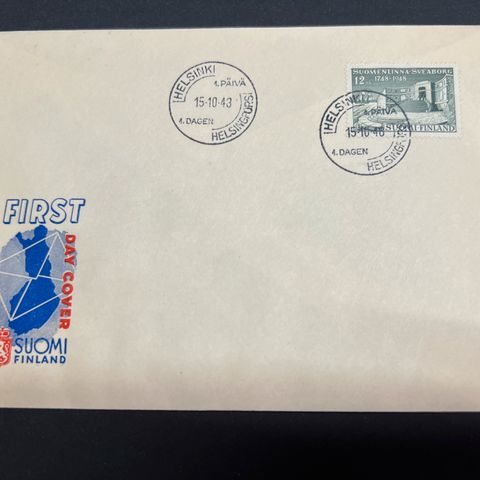 HELSINKI
1. PÄIVÄ
15·10·48
1. DAGEN
HELSINGFORS
SUOMENLINNA-SVEABORG
12 MK 1748-1948
SUOMI FINLAND
HELSINKI
1. PÄIVÄ
15·10·48
1. DAGEN
HELSINGFORS
FIRST
DAY COVER
SUOMI
FINLAND